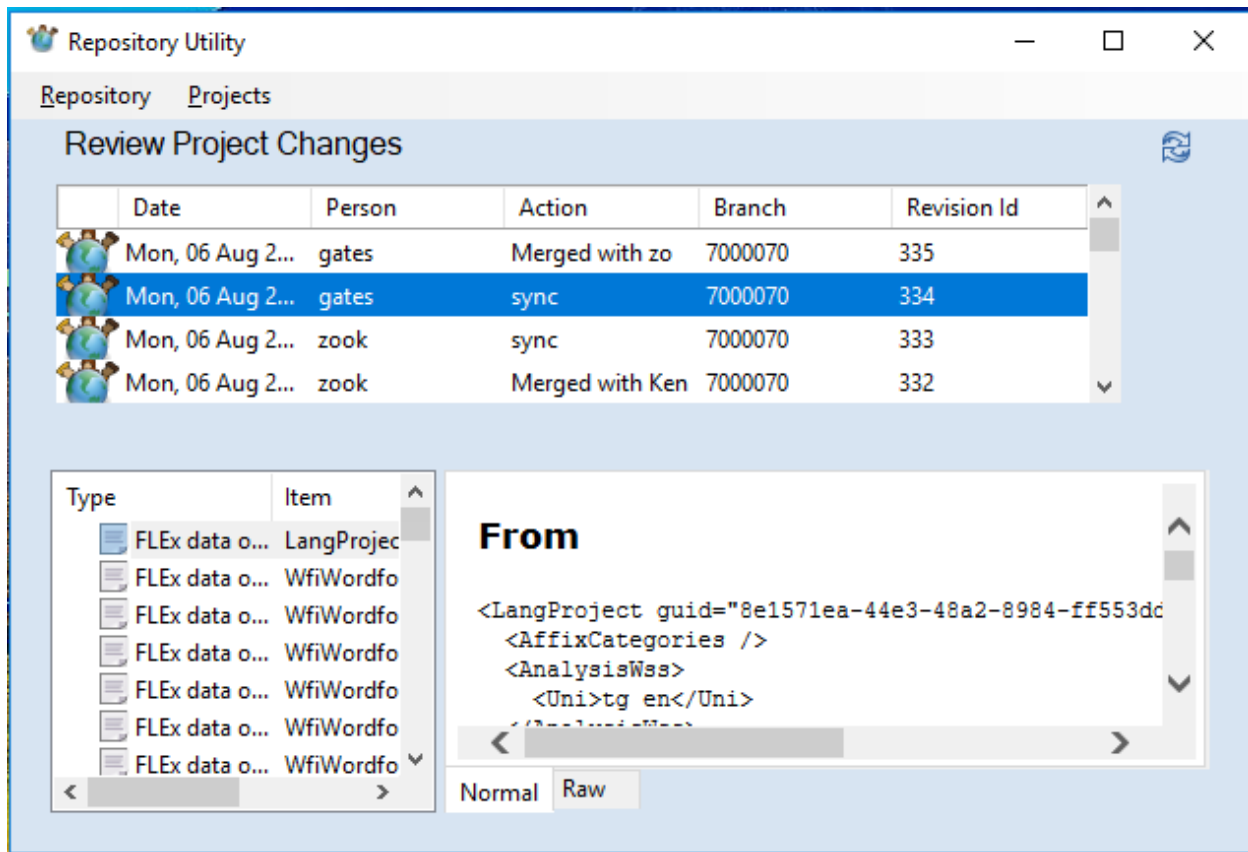 Repository Utility
Repository Projects
Review Project Changes
Date Person Action Branch Revision Id
Mon, 06 Aug 2... gates Merged with zo 7000070 335
Mon, 06 Aug 2... gates sync 7000070 334
Mon, 06 Aug 2... zook sync 7000070 333
Mon, 06 Aug 2... zook Merged with Ken 7000070 332
Type Item
FLEx data o... LangProjec
FLEx data o... WfiWordfo
FLEx data o... WfiWordfo
FLEx data o... WfiWordfo
FLEx data o... WfiWordfo
FLEx data o... WfiWordfo
FLEx data o... WfiWordfo
From
<LangProject guid="8e1571ea-44e3-48a2-8984-ff553dd
<AffixCategories />
<AnalysisWss>
<Uni>tg en</Uni>
</AnalysisWss>
Normal Raw